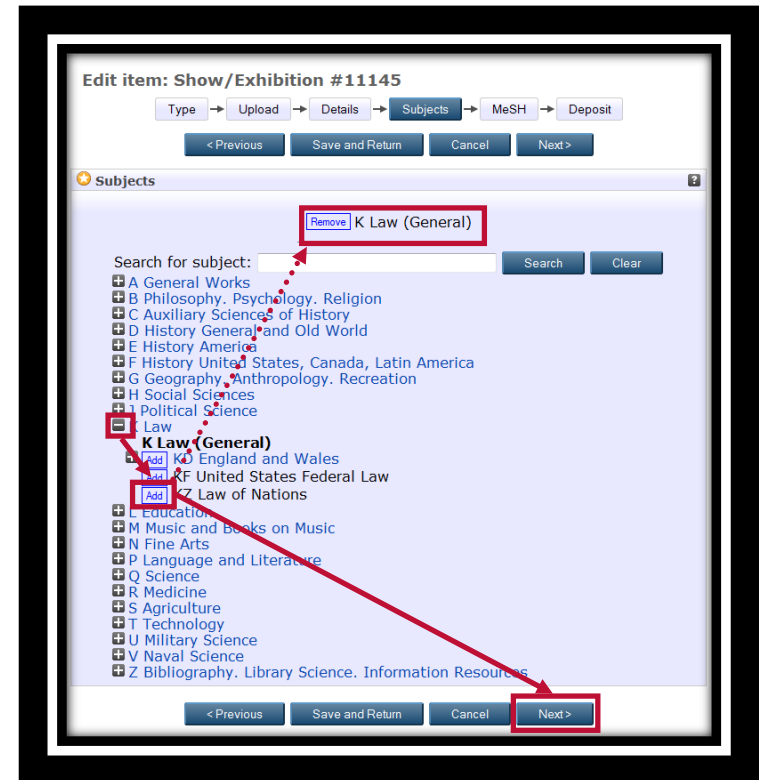 Edit item: Show/Exhibition #11145
Type Upload Details Subjects MeSH Deposit
< Previous Save and Return Cancel Next >
Subjects ?
Remove K Law (General)
Search for subject: Search Clear
A General Works
B Philosophy. Psychology. Religion
C Auxiliary Sciences of History
D History General and Old World
E History America
F History United States, Canada, Latin America
G Geography. Anthropology. Recreation
H Social Sciences
J Political Science
K Law
K Law (General)
Add KD England and Wales
Add KF United States Federal Law
Add KZ Law of Nations
L Education
M Music and Books on Music
N Fine Arts
P Language and Literature
Q Science
R Medicine
S Agriculture
T Technology
U Military Science
V Naval Science
Z Bibliography. Library Science. Information Resources
< Previous Save and Return Cancel Next >